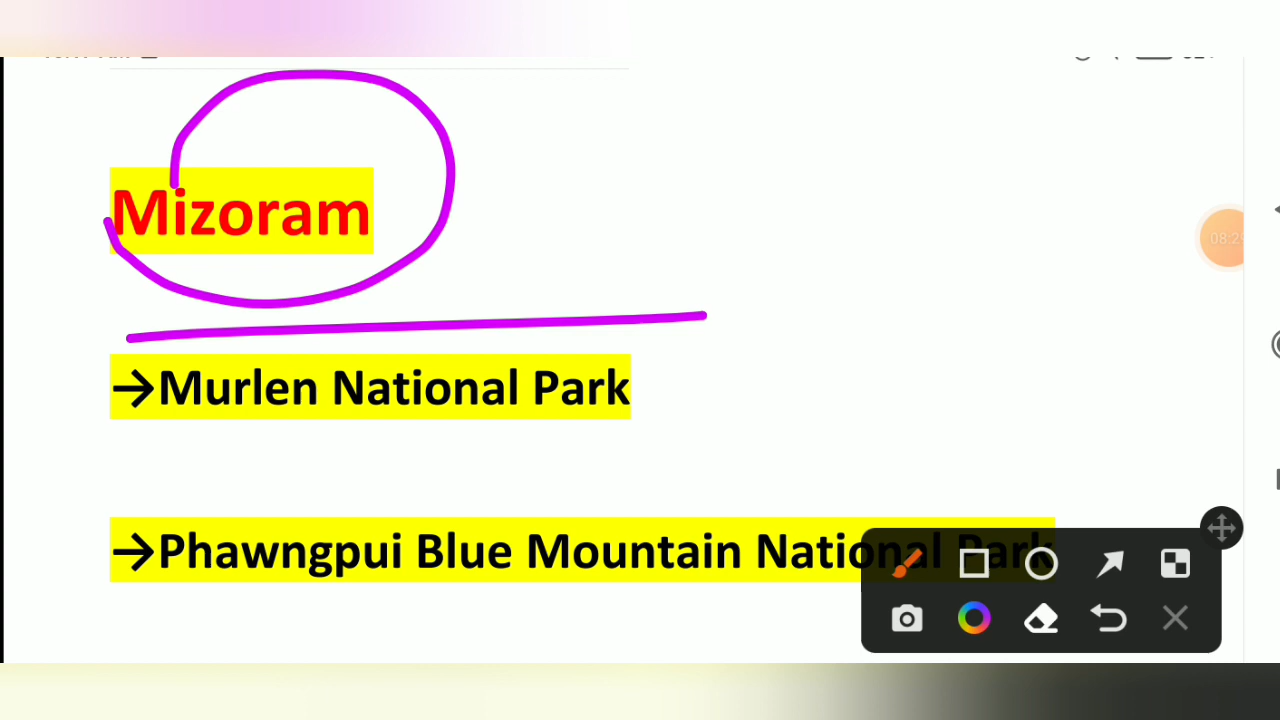 Mizoram
→Murlen National Park
→Phawngpui Blue Mountain National Park